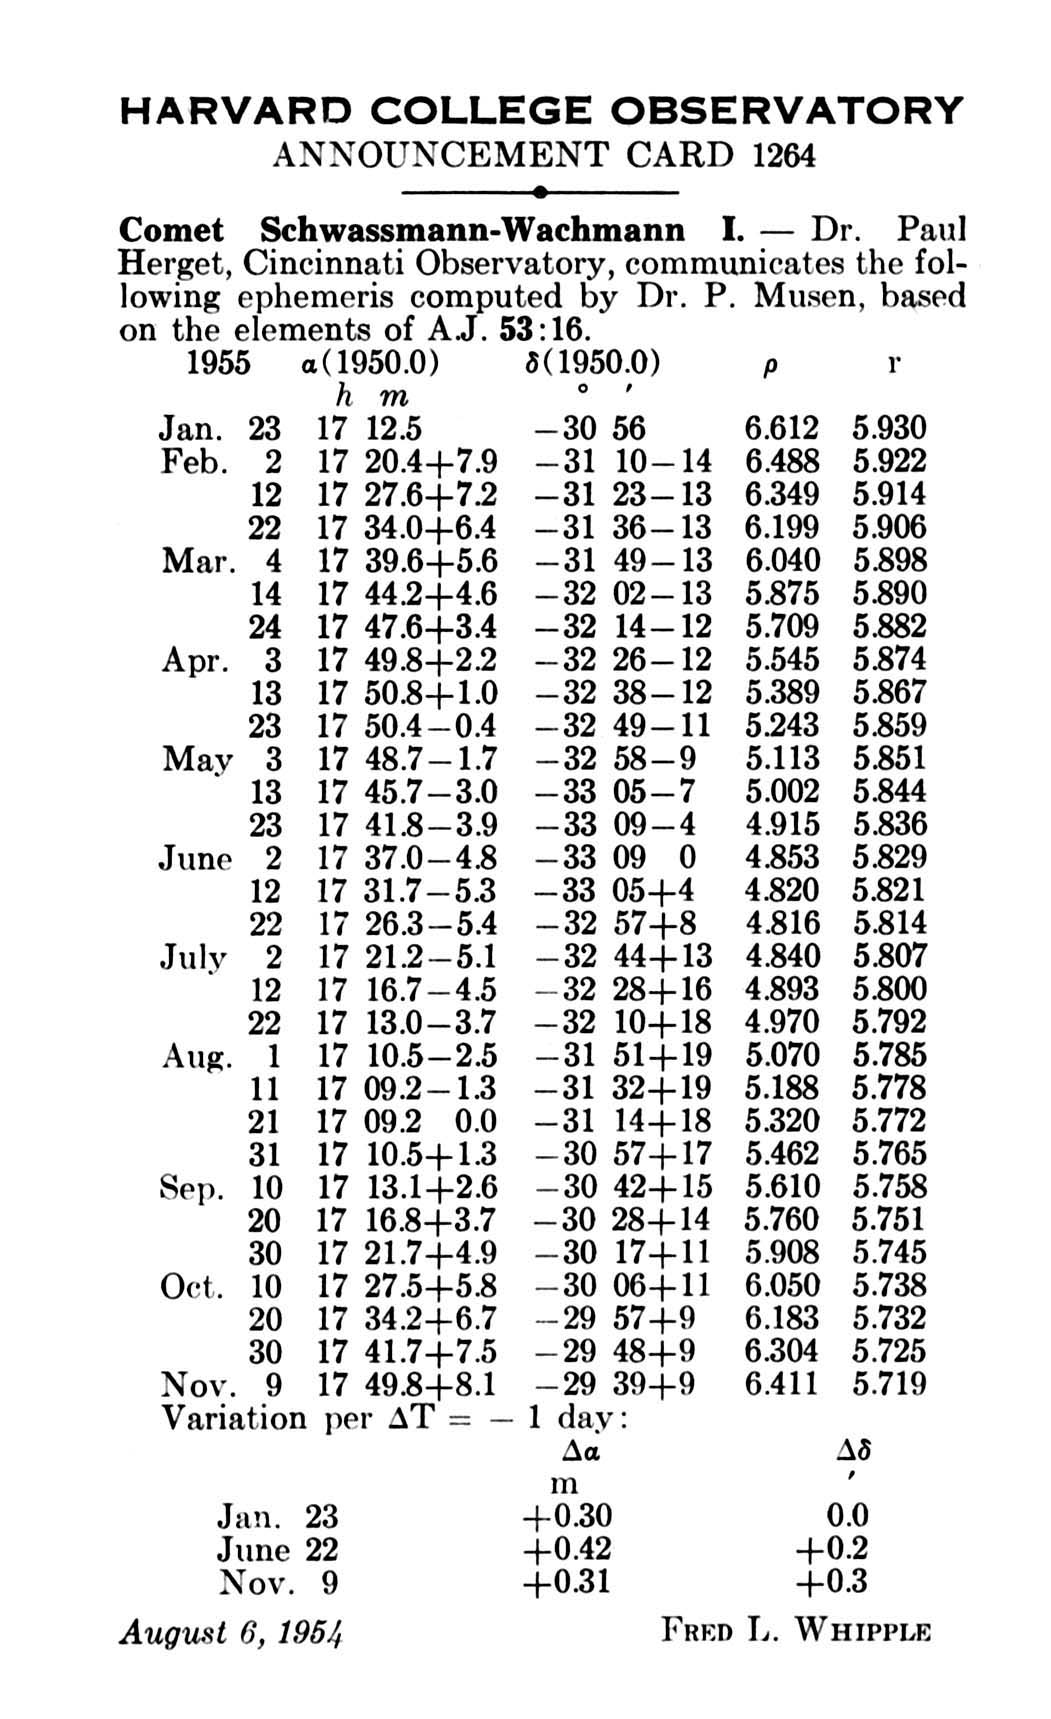 HARVARD COLLEGE OBSERVATORY
ANNOUNCEMENT CARD 1264
Comet Schwassmann-Wachmann I. — Dr. Paul
Herget, Cincinnati Observatory, communicates the fol-
lowing ephemeris computed by Dr. P. Musen, based
on the elements of A.J. 53:16.
1955 α(1950.0) δ(1950.0) ρ r
h m ° ′
Jan. 23 17 12.5 −30 56 6.612 5.930
Feb. 2 17 20.4+7.9 −31 10−14 6.488 5.922
12 17 27.6+7.2 −31 23−13 6.349 5.914
22 17 34.0+6.4 −31 36−13 6.199 5.906
Mar. 4 17 39.6+5.6 −31 49−13 6.040 5.898
14 17 44.2+4.6 −32 02−13 5.875 5.890
24 17 47.6+3.4 −32 14−12 5.709 5.882
Apr. 3 17 49.8+2.2 −32 26−12 5.545 5.874
13 17 50.8+1.0 −32 38−12 5.389 5.867
23 17 50.4−0.4 −32 49−11 5.243 5.859
May 3 17 48.7−1.7 −32 58−9 5.113 5.851
13 17 45.7−3.0 −33 05−7 5.002 5.844
23 17 41.8−3.9 −33 09−4 4.915 5.836
June 2 17 37.0−4.8 −33 09 0 4.853 5.829
12 17 31.7−5.3 −33 05+4 4.820 5.821
22 17 26.3−5.4 −32 57+8 4.816 5.814
July 2 17 21.2−5.1 −32 44+13 4.840 5.807
12 17 16.7−4.5 −32 28+16 4.893 5.800
22 17 13.0−3.7 −32 10+18 4.970 5.792
Aug. 1 17 10.5−2.5 −31 51+19 5.070 5.785
11 17 09.2−1.3 −31 32+19 5.188 5.778
21 17 09.2 0.0 −31 14+18 5.320 5.772
31 17 10.5+1.3 −30 57+17 5.462 5.765
Sep. 10 17 13.1+2.6 −30 42+15 5.610 5.758
20 17 16.8+3.7 −30 28+14 5.760 5.751
30 17 21.7+4.9 −30 17+11 5.908 5.745
Oct. 10 17 27.5+5.8 −30 06+11 6.050 5.738
20 17 34.2+6.7 −29 57+9 6.183 5.732
30 17 41.7+7.5 −29 48+9 6.304 5.725
Nov. 9 17 49.8+8.1 −29 39+9 6.411 5.719
Variation per ΔT = − 1 day:
Δα Δδ
m ′
Jan. 23 +0.30 0.0
June 22 +0.42 +0.2
Nov. 9 +0.31 +0.3
August 6, 1954 FRED L. WHIPPLE